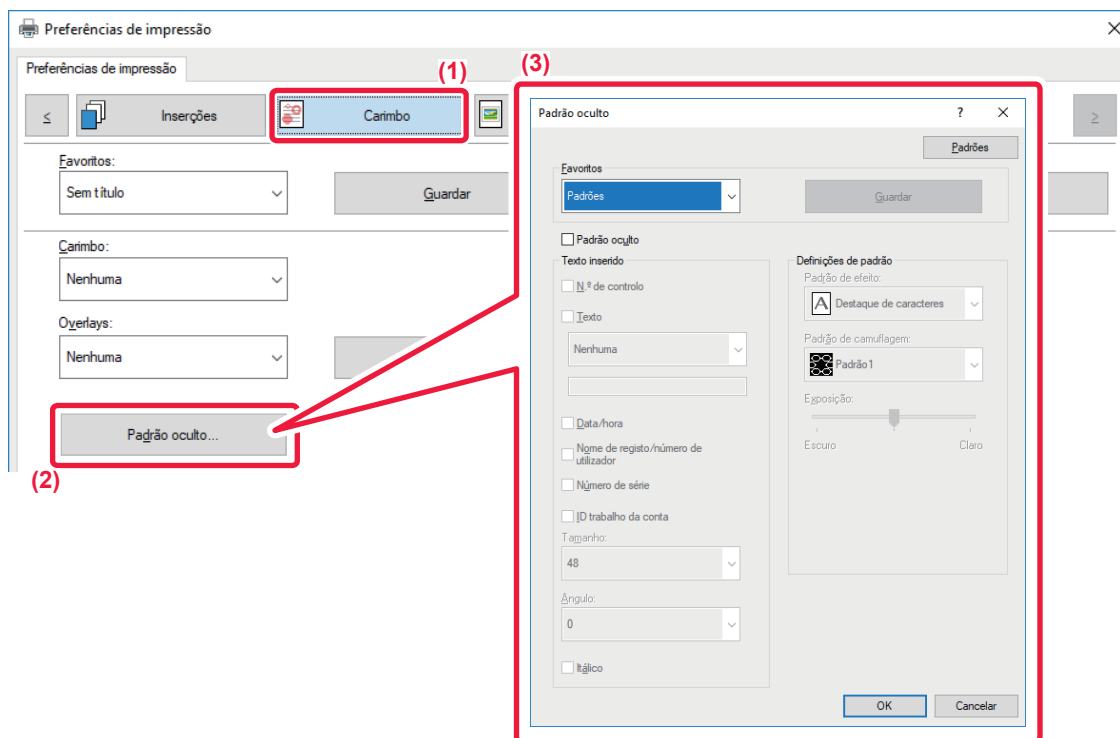 Preferências de impressão
Preferências de impressão
(1)
(3)
<
Inserções
Carimbo
>
Favoritos:
Sem título
Guardar
Carimbo:
Nenhuma
Overlays:
Nenhuma
Padrão oculto...
(2)
Padrão oculto
?
Padrões
Favoritos
Padrões
Guardar
Padrão oculto
Texto inserido
N.º de controlo
Texto
Nenhuma
Data/hora
Nome de registo/número de
utilizador
Número de série
ID trabalho da conta
Tamanho:
48
Ângulo:
0
Itálico
Definições de padrão
Padrão de efeito:
A Destaque de caracteres
Padrão de camuflagem:
Padrão1
Exposição:
Escuro Claro
OK
Cancelar